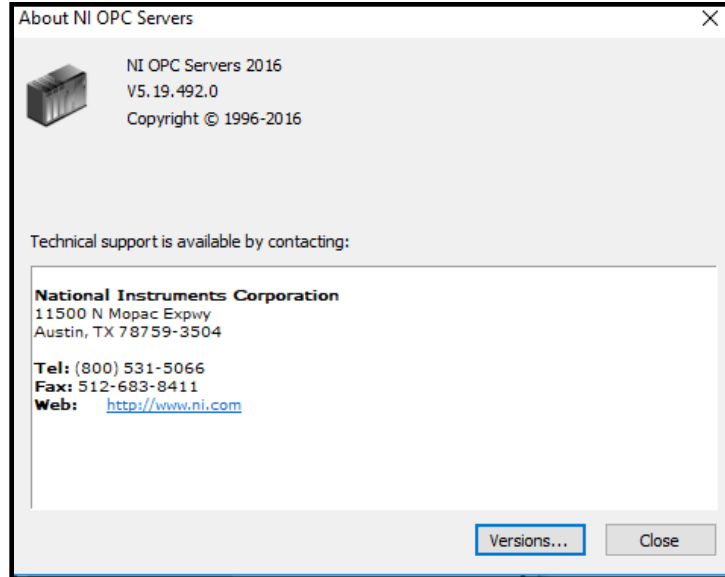 About NI OPC Servers
NI OPC Servers 2016
V5.19.492.0
Copyright © 1996-2016
Technical support is available by contacting:
National Instruments Corporation
11500 N Mopac Expwy
Austin, TX 78759-3504
Tel: (800) 531-5066
Fax: 512-683-8411
Web: http://www.ni.com
Versions... Close